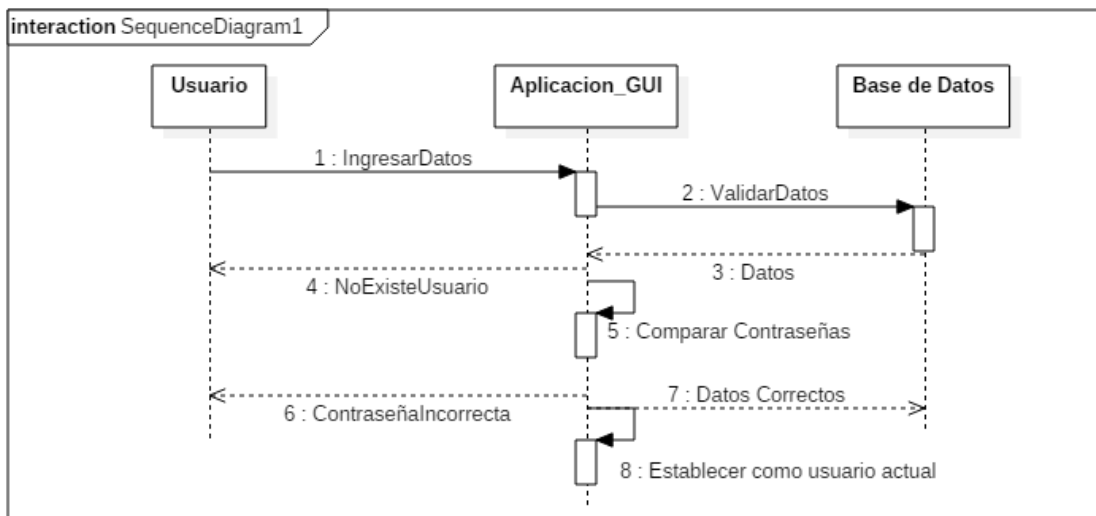 interaction SequenceDiagram1
Usuario
Aplicacion_GUI
Base de Datos
1 : IngresarDatos
2 : ValidarDatos
3 : Datos
4 : NoExisteUsuario
5 : Comparar Contraseñas
6 : ContraseñaIncorrecta
7 : Datos Correctos
8 : Establecer como usuario actual